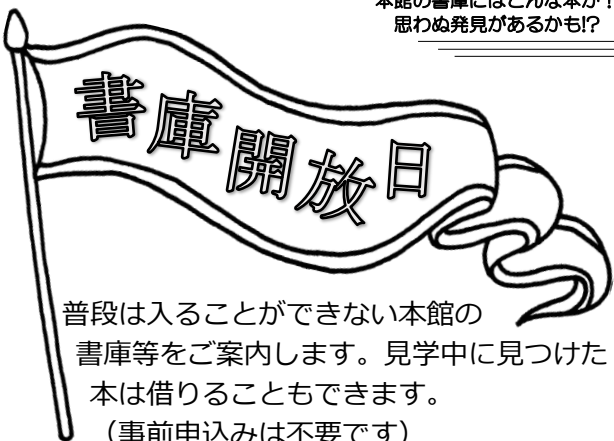 本館の書庫にはどんな本が?
思わぬ発見があるかも!?
書庫開放日
普段は入ることができない本館の
書庫等をご案内します。見学中に見つけた
本は借りることもできます。
(事前申込みは不要です)